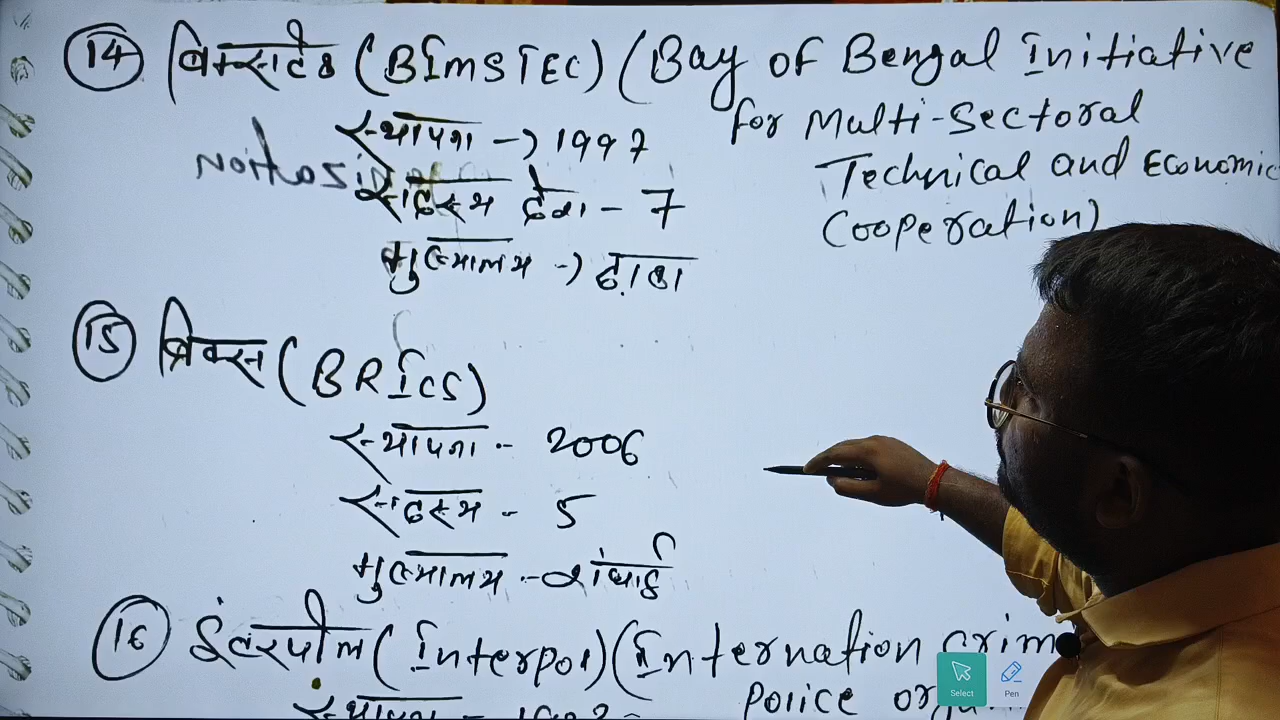 14 बिम्सटेक (BIMSTEC) (Bay of Bengal Initiative
for Multi-Sectoral
स्थापना → 1997
Technical and Economic
सदस्य देश - 7
Cooperation)
मुख्यालय → ढाका
15 ब्रिक्स (BRICS)
स्थापना - 2006
सदस्य - 5
मुख्यालय - शंघाई
16 इंटरपोल (Interpol) (Internation crim
Police
स्थापना -
Select
Pen